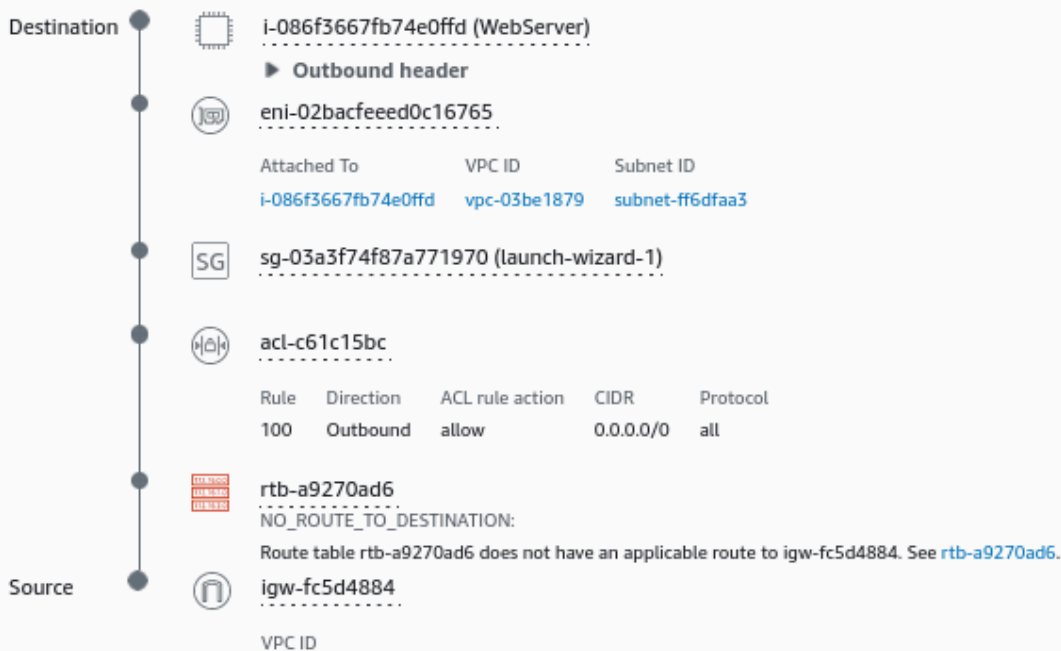 Destination
i-086f3667fb74e0ffd (WebServer)
Outbound header
eni-02bacfeeed0c16765
Attached To VPC ID Subnet ID
i-086f3667fb74e0ffd vpc-03be1879 subnet-ff6dfaa3
SG
sg-03a3f74f87a771970 (launch-wizard-1)
acl-c61c15bc
Rule Direction ACL rule action CIDR Protocol
100 Outbound allow 0.0.0.0/0 all
rtb-a9270ad6
NO_ROUTE_TO_DESTINATION:
Route table rtb-a9270ad6 does not have an applicable route to igw-fc5d4884. See rtb-a9270ad6.
Source
igw-fc5d4884
VPC ID